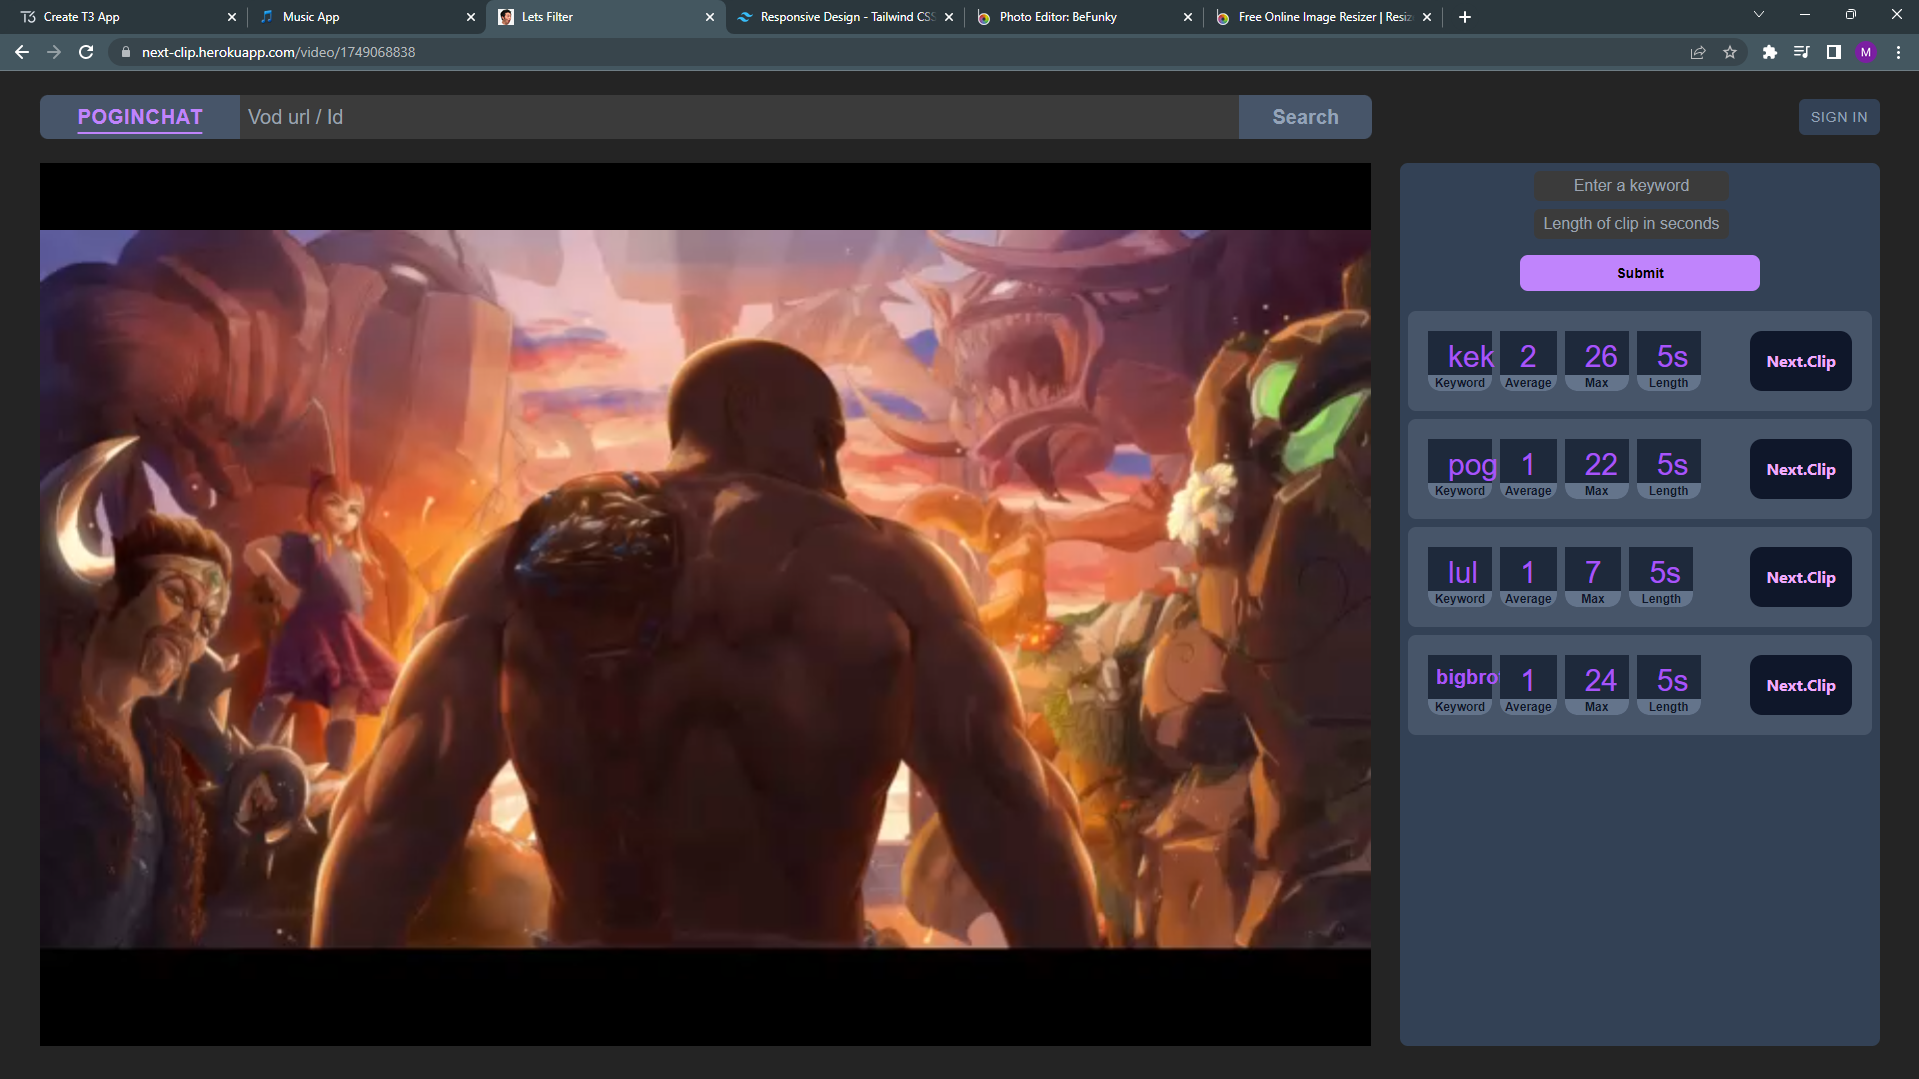 Create T3 App
Music App
Lets Filter
Responsive Design - Tailwind CSS
Photo Editor: BeFunky
Free Online Image Resizer | Resiz
next-clip.herokuapp.com/video/1749068838
M
POGINCHAT
Vod url / Id
Search
SIGN IN
Enter a keyword
Length of clip in seconds
Submit
kek 2 26 5s
Keyword Average Max Length
Next.Clip
pog 1 22 5s
Keyword Average Max Length
Next.Clip
lul 1 7 5s
Keyword Average Max Length
Next.Clip
bigbro 1 24 5s
Keyword Average Max Length
Next.Clip